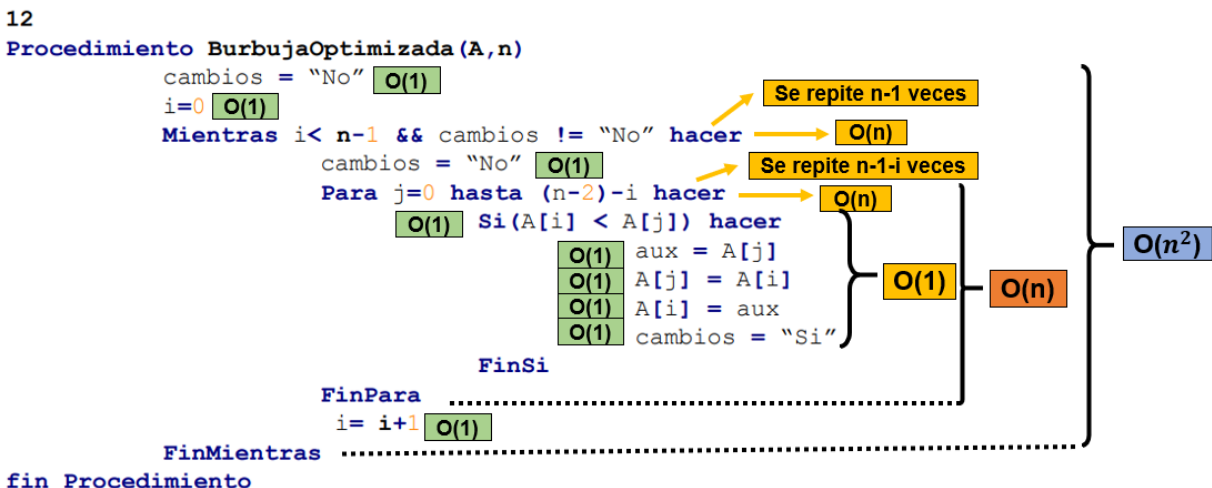 12
Procedimiento BurbujaOptimizada(A,n)
cambios = “No” O(1)
i=0 O(1)
Se repite n-1 veces
Mientras i< n-1 && cambios != “No” hacer O(n)
cambios = “No” O(1)
Se repite n-1-i veces
Para j=0 hasta (n-2)-i hacer O(n)
O(1) Si(A[i] < A[j]) hacer
O(1) aux = A[j]
O(1) A[j] = A[i]
O(1) A[i] = aux
O(1) cambios = “Si”
O(1)
O(n)
O(n²)
FinSi
FinPara
i= i+1 O(1)
FinMientras
fin Procedimiento